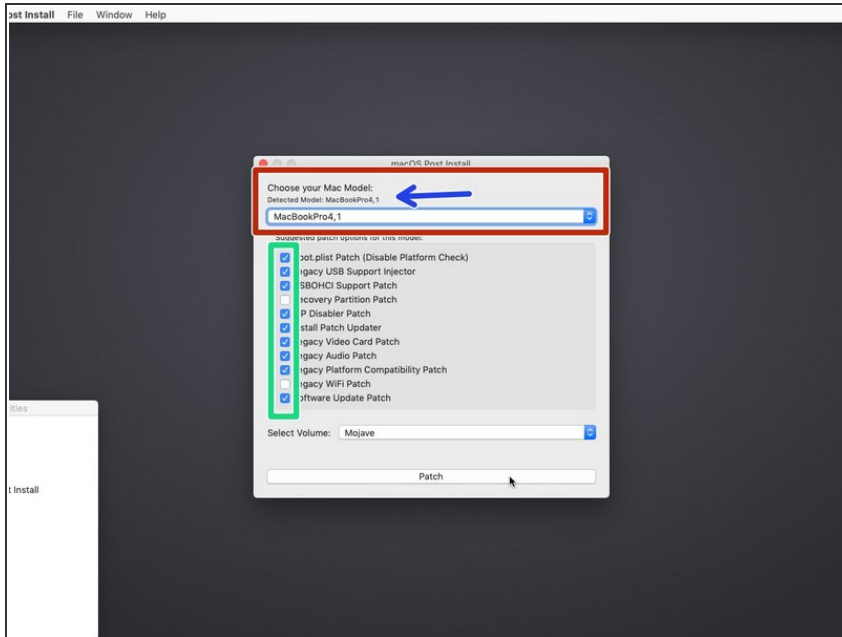 ost Install File Window Help
macOS Post Install
Choose your Mac Model:
Detected Model: MacBookPro4,1
MacBookPro4,1
Suggested patch options for this model:
oot.plist Patch (Disable Platform Check)
egacy USB Support Injector
SBOHCI Support Patch
ecovery Partition Patch
P Disabler Patch
stall Patch Updater
egacy Video Card Patch
egacy Audio Patch
egacy Platform Compatibility Patch
egacy WiFi Patch
oftware Update Patch
ities
Select Volume: Mojave
Patch
t Install